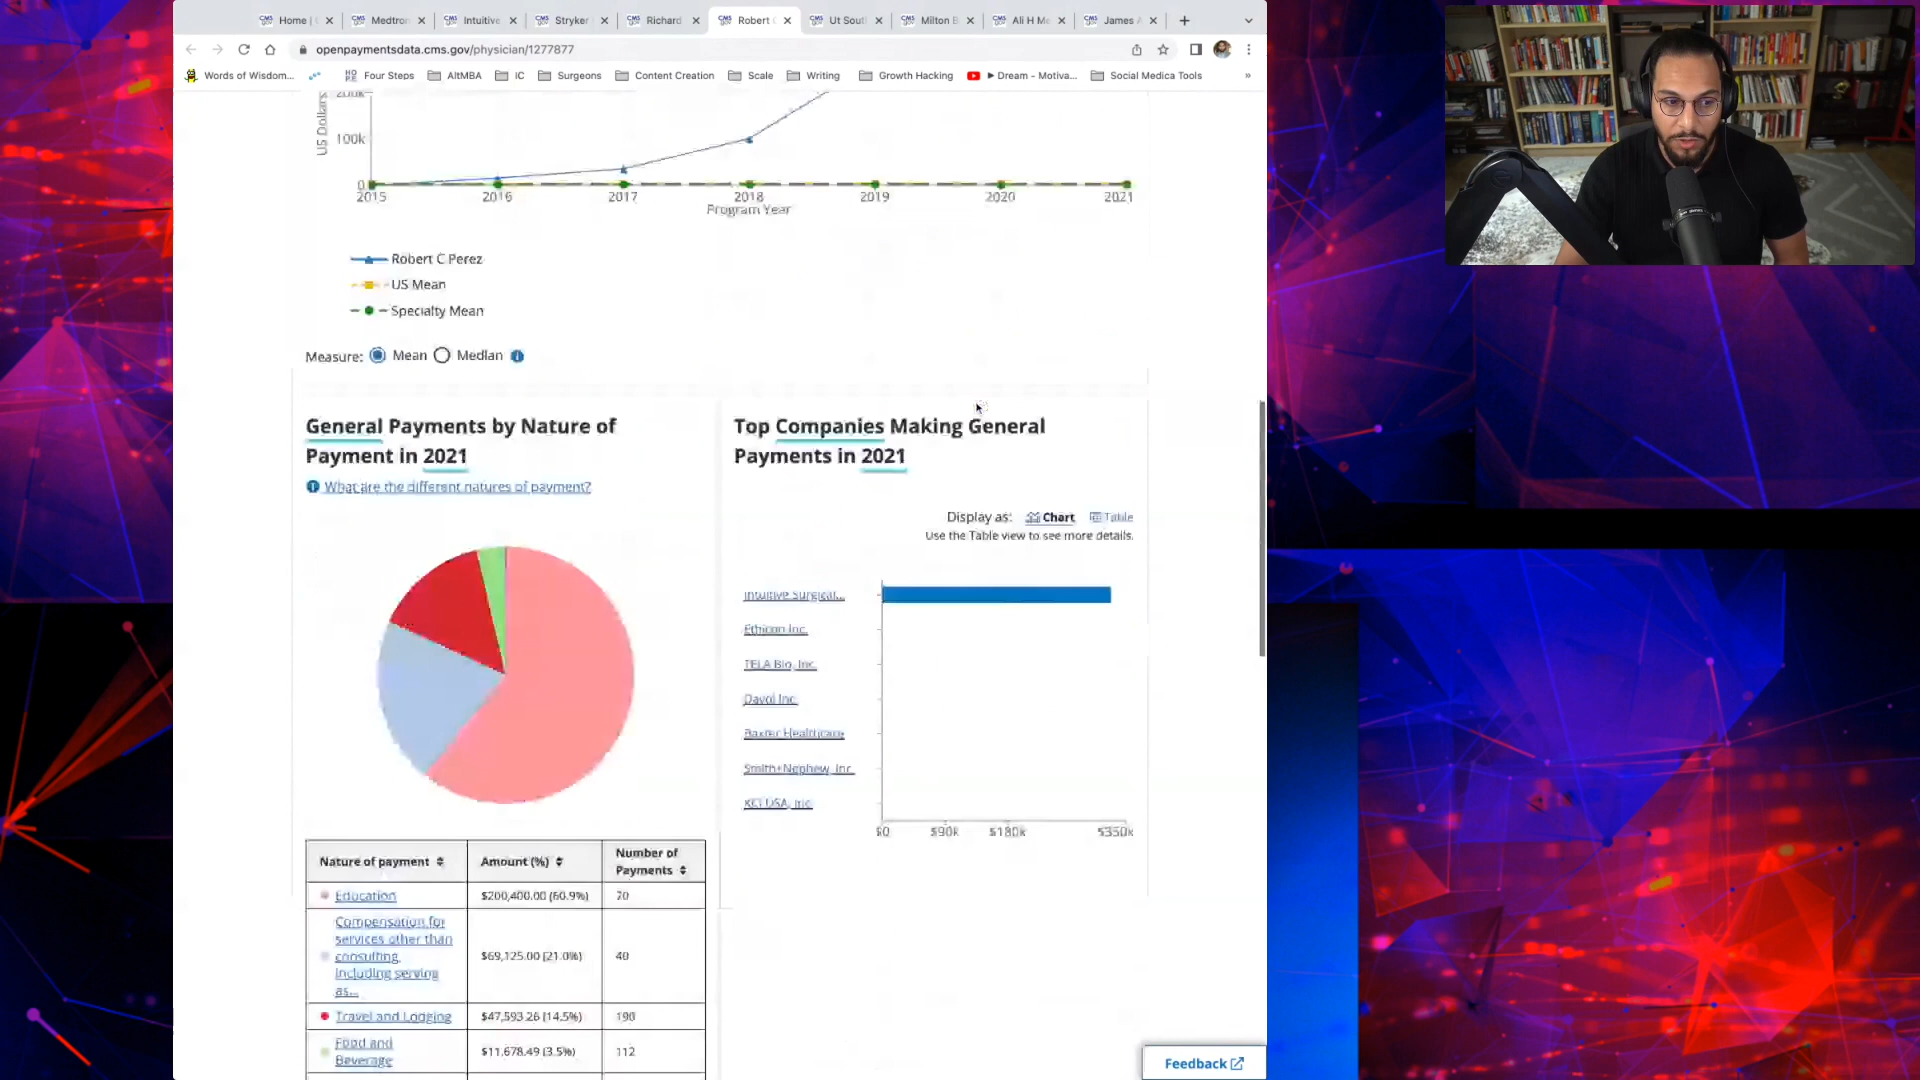 Home | C
Medtron
Intuitive
Stryker
Richard
Robert C
Ut Sout
Milton B
Ali H Me
James A
openpaymentsdata.cms.gov/physician/1277877
Words of Wisdom...
Four Steps
AltMBA
IC
Surgeons
Content Creation
Scale
Writing
Growth Hacking
► Dream - Motiva...
Social Medica Tools
»
US Dollars
200k
100k
0
2015 2016 2017 2018 2019 2020 2021
Program Year
Robert C Perez
US Mean
Specialty Mean
Measure: Mean Median
General Payments by Nature of
Payment in 2021
What are the different natures of payment?
Top Companies Making General
Payments in 2021
Display as: Chart Table
Use the Table view to see more details.
Intuitive Surgical...
Ethicon Inc.
TELA Bio, Inc.
Davol Inc.
Baxter Healthcare
Smith+Nephew, Inc.
KCI USA, Inc.
$0 $90k $180k $350k
Nature of payment Amount (%) Number of
Payments
Education $200,400.00 (60.9%) 70
Compensation for
services other than
consulting,
including serving
as...
$69,125.00 (21.0%) 40
Travel and Lodging $47,593.26 (14.5%) 190
Food and
Beverage
$11,678.49 (3.5%) 112
Feedback